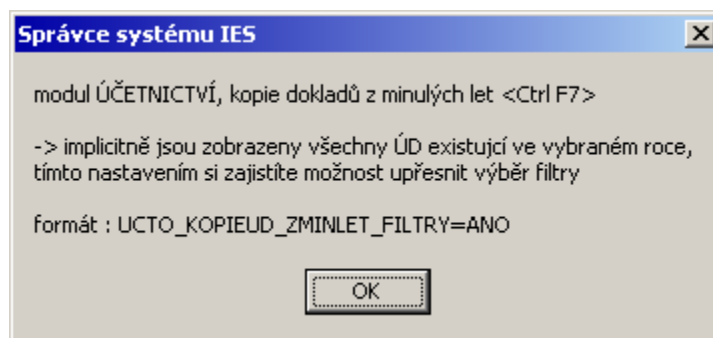 Správce systému IES
modul ÚČETNICTVÍ, kopie dokladů z minulých let <Ctrl F7>
-> implicitně jsou zobrazeny všechny ÚD existujcí ve vybraném roce,
tímto nastavením si zajistíte možnost upřesnit výběr filtry
formát : UCTO_KOPIEUD_ZMINLET_FILTRY=ANO
OK